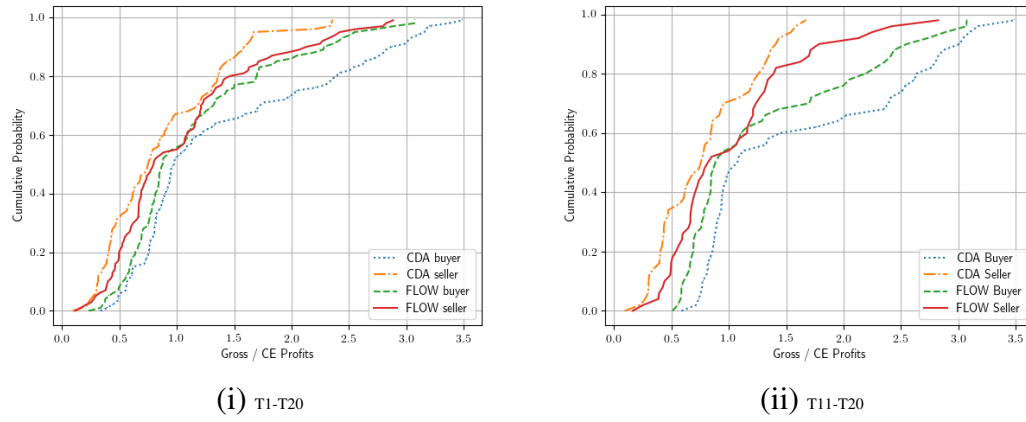 1.0
0.8
0.6
0.4
0.2
0.0
Cumulative Probability
0.0 0.5 1.0 1.5 2.0 2.5 3.0 3.5
Gross / CE Profits
CDA buyer
CDA seller
FLOW buyer
FLOW seller
(i) T1-T20
1.0
0.8
0.6
0.4
0.2
0.0
Cumulative Probability
0.0 0.5 1.0 1.5 2.0 2.5 3.0 3.5
Gross / CE Profits
CDA Buyer
CDA Seller
FLOW Buyer
FLOW Seller
(ii) T11-T20